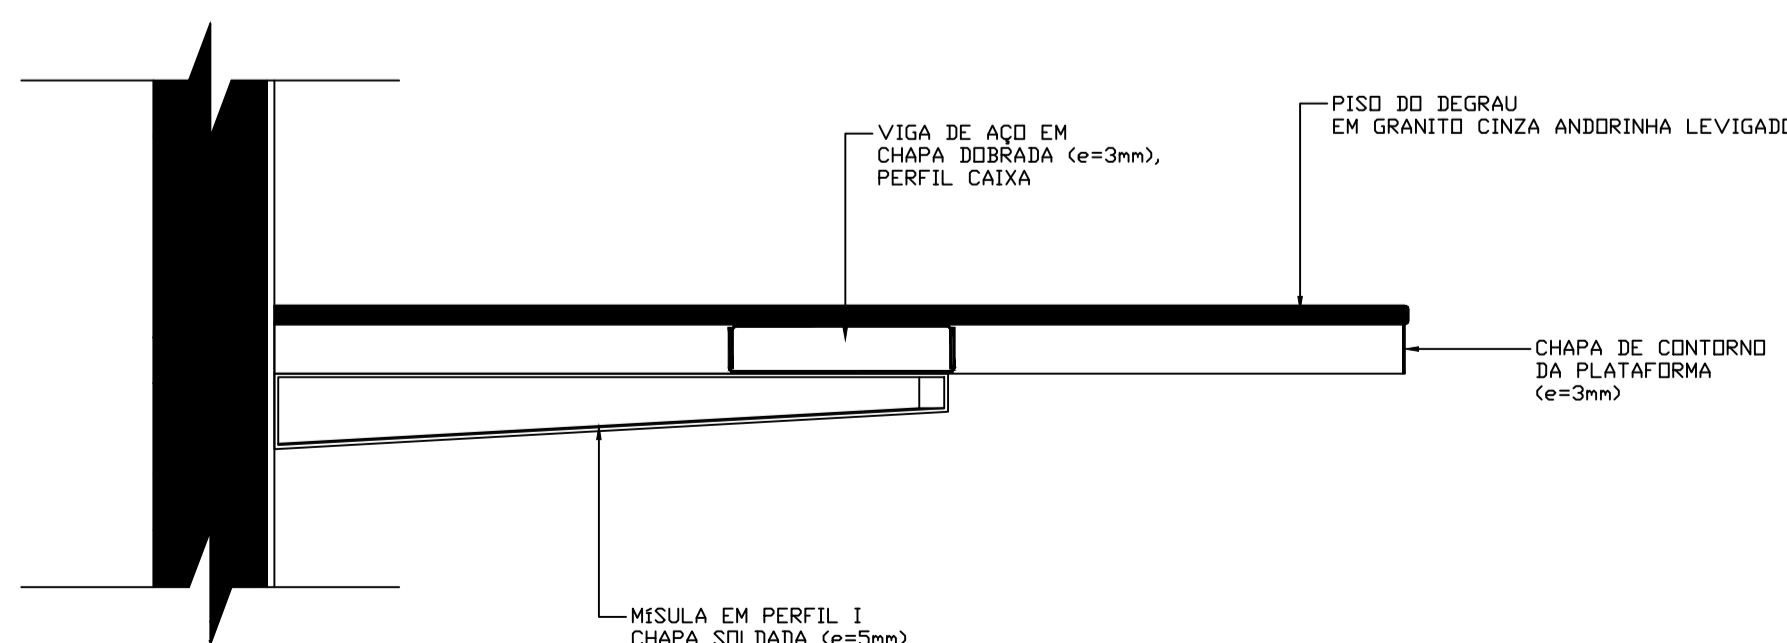 PISO DO DEGRAU
EM GRANITO CINZA ANDORINHA LEVIGADO
VIGA DE AÇO EM
CHAPA DOBRADA (e=3mm),
PERFIL CAIXA
CHAPA DE CONTORNO
DA PLATAFORMA
(e=3mm)
MíSULA EM PERFIL I
CHAPA SOLDADA (e=5mm)